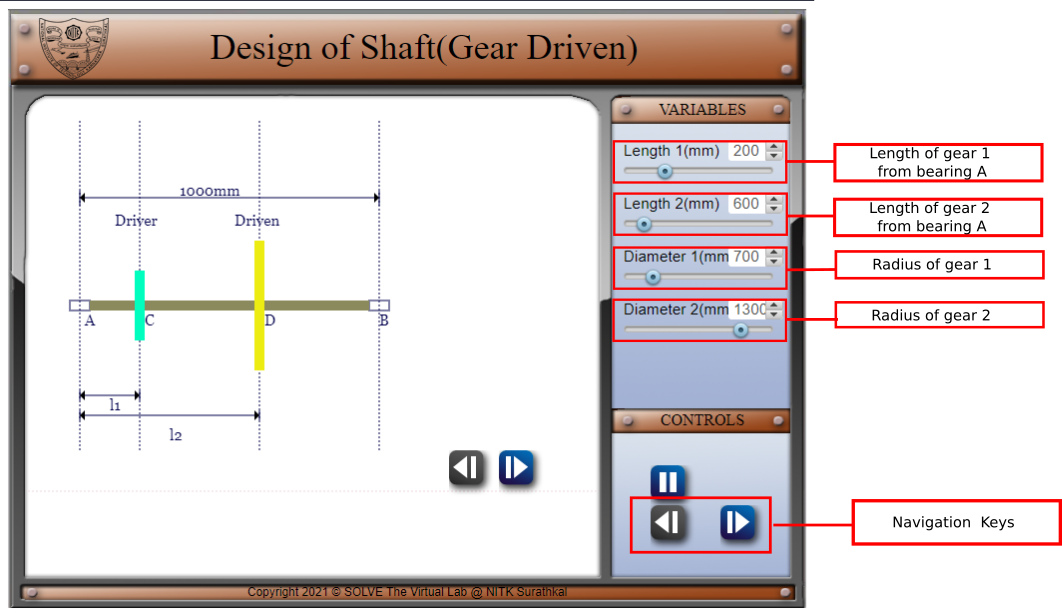 Design of Shaft(Gear Driven)
1000mm
Driver
Driven
A
C
D
B
l1
l2
VARIABLES
Length 1(mm) 200
Length 2(mm) 600
Diameter 1(mm 700
Diameter 2(mm 1300
CONTROLS
Length of gear 1
from bearing A
Length of gear 2
from bearing A
Radius of gear 1
Radius of gear 2
Navigation Keys
Copyright 2021 © SOLVE The Virtual Lab @ NITK Surathkal